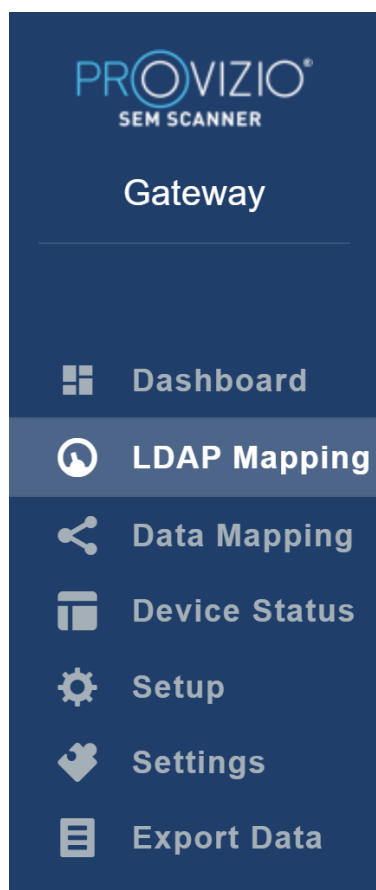 PROVIZIO®
SEM SCANNER
Gateway
Dashboard
LDAP Mapping
Data Mapping
Device Status
Setup
Settings
Export Data